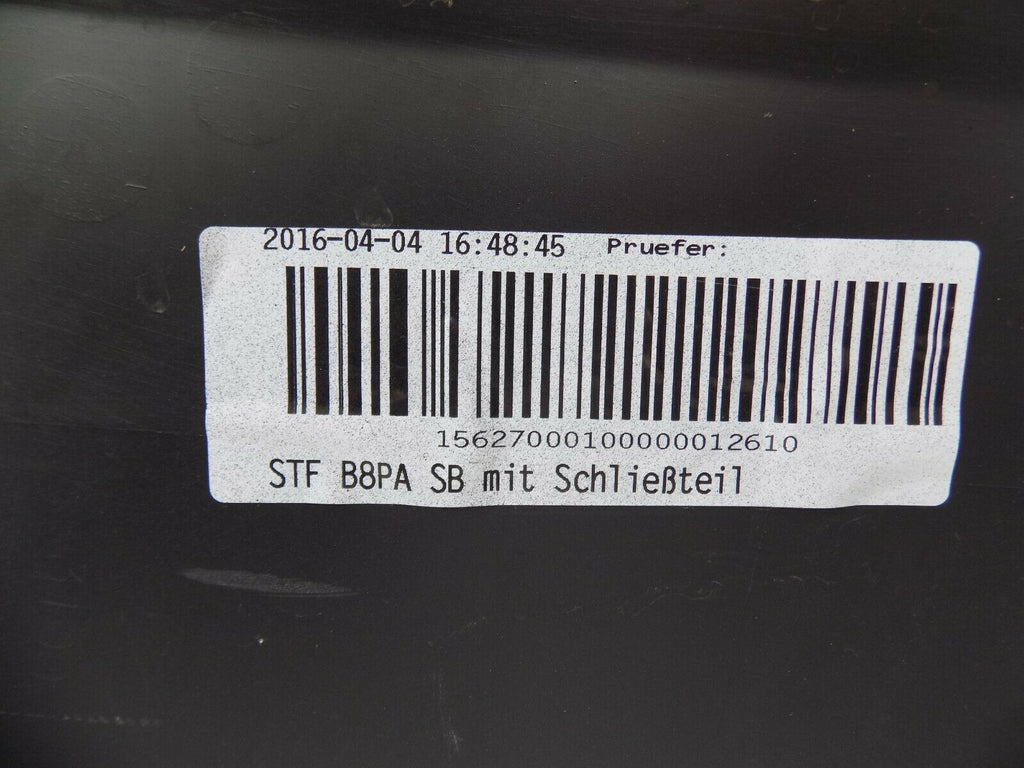 2016-04-04 16:48:45 Pruefer:
15627000100000012610
STF B8PA SB mit Schließteil